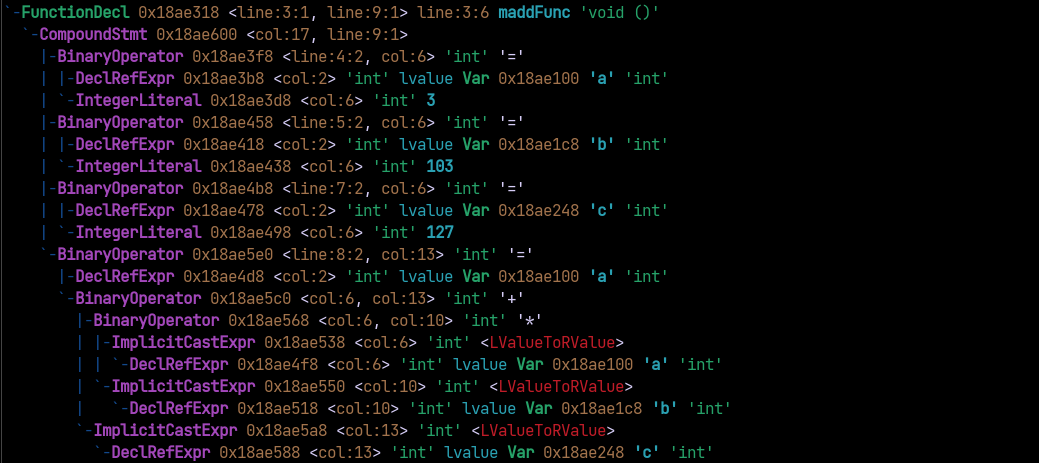 `-FunctionDecl 0x18ae318 <line:3:1, line:9:1> line:3:6 maddFunc 'void ()'
  `-CompoundStmt 0x18ae600 <col:17, line:9:1>
    |-BinaryOperator 0x18ae3f8 <line:4:2, col:6> 'int' '='
    | |-DeclRefExpr 0x18ae3b8 <col:2> 'int' lvalue Var 0x18ae100 'a' 'int'
    | `-IntegerLiteral 0x18ae3d8 <col:6> 'int' 3
    |-BinaryOperator 0x18ae458 <line:5:2, col:6> 'int' '='
    | |-DeclRefExpr 0x18ae418 <col:2> 'int' lvalue Var 0x18ae1c8 'b' 'int'
    | `-IntegerLiteral 0x18ae438 <col:6> 'int' 103
    |-BinaryOperator 0x18ae4b8 <line:7:2, col:6> 'int' '='
    | |-DeclRefExpr 0x18ae478 <col:2> 'int' lvalue Var 0x18ae248 'c' 'int'
    | `-IntegerLiteral 0x18ae498 <col:6> 'int' 127
    `-BinaryOperator 0x18ae5e0 <line:8:2, col:13> 'int' '='
      |-DeclRefExpr 0x18ae4d8 <col:2> 'int' lvalue Var 0x18ae100 'a' 'int'
      `-BinaryOperator 0x18ae5c0 <col:6, col:13> 'int' '+'
        |-BinaryOperator 0x18ae568 <col:6, col:10> 'int' '*'
        | |-ImplicitCastExpr 0x18ae538 <col:6> 'int' <LValueToRValue>
        | | `-DeclRefExpr 0x18ae4f8 <col:6> 'int' lvalue Var 0x18ae100 'a' 'int'
        | `-ImplicitCastExpr 0x18ae550 <col:10> 'int' <LValueToRValue>
        |   `-DeclRefExpr 0x18ae518 <col:10> 'int' lvalue Var 0x18ae1c8 'b' 'int'
        `-ImplicitCastExpr 0x18ae5a8 <col:13> 'int' <LValueToRValue>
          `-DeclRefExpr 0x18ae588 <col:13> 'int' lvalue Var 0x18ae248 'c' 'int'